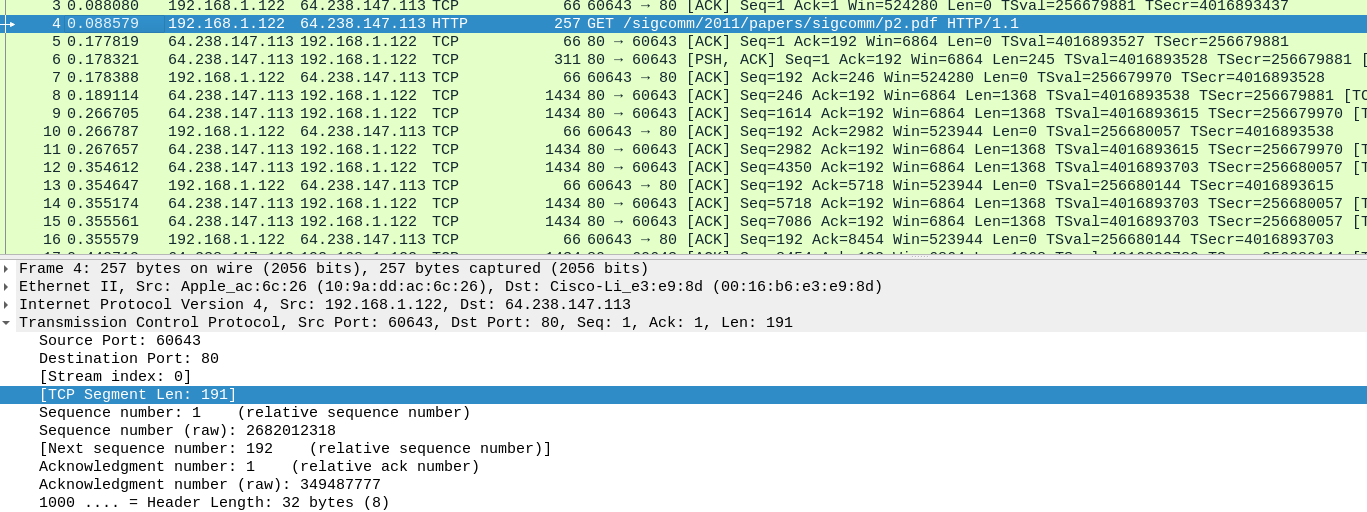 3 0.088080 192.168.1.122 64.238.147.113 TCP 66 60643 → 80 [ACK] Seq=1 Ack=1 Win=524280 Len=0 TSval=256679881 TSecr=4016893437
4 0.088579 192.168.1.122 64.238.147.113 HTTP 257 GET /sigcomm/2011/papers/sigcomm/p2.pdf HTTP/1.1
5 0.177819 64.238.147.113 192.168.1.122 TCP 66 80 → 60643 [ACK] Seq=1 Ack=192 Win=6864 Len=0 TSval=4016893527 TSecr=256679881
6 0.178321 64.238.147.113 192.168.1.122 TCP 311 80 → 60643 [PSH, ACK] Seq=1 Ack=192 Win=6864 Len=245 TSval=4016893528 TSecr=256679881 [
7 0.178388 192.168.1.122 64.238.147.113 TCP 66 60643 → 80 [ACK] Seq=192 Ack=246 Win=524280 Len=0 TSval=256679970 TSecr=4016893528
8 0.189114 64.238.147.113 192.168.1.122 TCP 1434 80 → 60643 [ACK] Seq=246 Ack=192 Win=6864 Len=1368 TSval=4016893538 TSecr=256679881 [TC
9 0.266705 64.238.147.113 192.168.1.122 TCP 1434 80 → 60643 [ACK] Seq=1614 Ack=192 Win=6864 Len=1368 TSval=4016893615 TSecr=256679970 [T
10 0.266787 192.168.1.122 64.238.147.113 TCP 66 60643 → 80 [ACK] Seq=192 Ack=2982 Win=523944 Len=0 TSval=256680057 TSecr=4016893538
11 0.267657 64.238.147.113 192.168.1.122 TCP 1434 80 → 60643 [ACK] Seq=2982 Ack=192 Win=6864 Len=1368 TSval=4016893615 TSecr=256679970 [T
12 0.354612 64.238.147.113 192.168.1.122 TCP 1434 80 → 60643 [ACK] Seq=4350 Ack=192 Win=6864 Len=1368 TSval=4016893703 TSecr=256680057 [T
13 0.354647 192.168.1.122 64.238.147.113 TCP 66 60643 → 80 [ACK] Seq=192 Ack=5718 Win=523944 Len=0 TSval=256680144 TSecr=4016893615
14 0.355174 64.238.147.113 192.168.1.122 TCP 1434 80 → 60643 [ACK] Seq=5718 Ack=192 Win=6864 Len=1368 TSval=4016893703 TSecr=256680057 [T
15 0.355561 64.238.147.113 192.168.1.122 TCP 1434 80 → 60643 [ACK] Seq=7086 Ack=192 Win=6864 Len=1368 TSval=4016893703 TSecr=256680057 [T
16 0.355579 192.168.1.122 64.238.147.113 TCP 66 60643 → 80 [ACK] Seq=192 Ack=8454 Win=523944 Len=0 TSval=256680144 TSecr=4016893703
Frame 4: 257 bytes on wire (2056 bits), 257 bytes captured (2056 bits)
Ethernet II, Src: Apple_ac:6c:26 (10:9a:dd:ac:6c:26), Dst: Cisco-Li_e3:e9:8d (00:16:b6:e3:e9:8d)
Internet Protocol Version 4, Src: 192.168.1.122, Dst: 64.238.147.113
Transmission Control Protocol, Src Port: 60643, Dst Port: 80, Seq: 1, Ack: 1, Len: 191
Source Port: 60643
Destination Port: 80
[Stream index: 0]
[TCP Segment Len: 191]
Sequence number: 1 (relative sequence number)
Sequence number (raw): 2682012318
[Next sequence number: 192 (relative sequence number)]
Acknowledgment number: 1 (relative ack number)
Acknowledgment number (raw): 349487777
1000 .... = Header Length: 32 bytes (8)